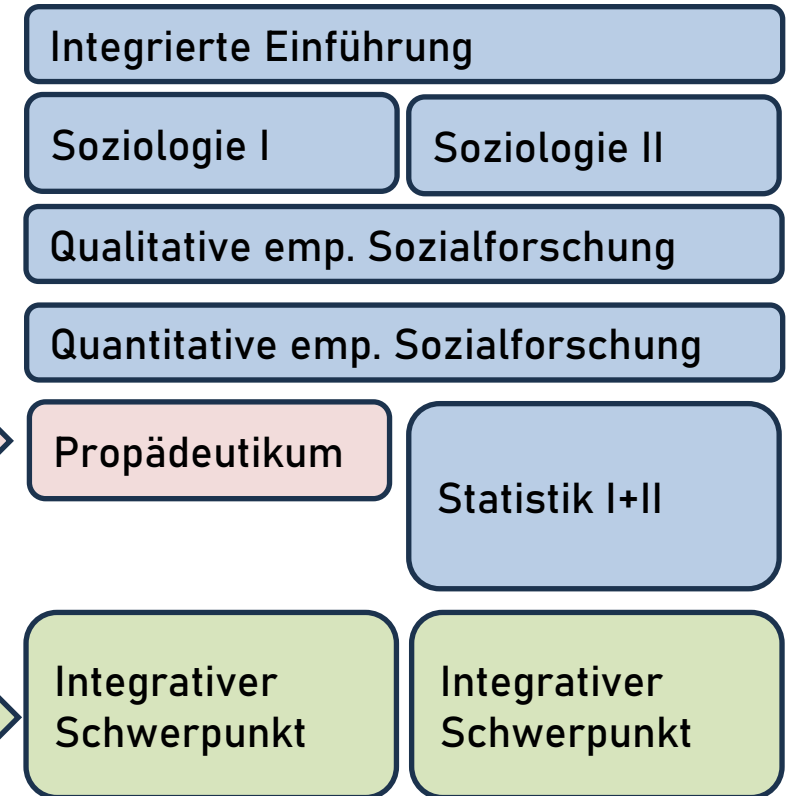 Integrierte Einführung
Soziologie I
Soziologie II
Qualitative emp. Sozialforschung
Quantitative emp. Sozialforschung
Propädeutikum
Statistik I+II
Integrativer
Schwerpunkt
Integrativer
Schwerpunkt